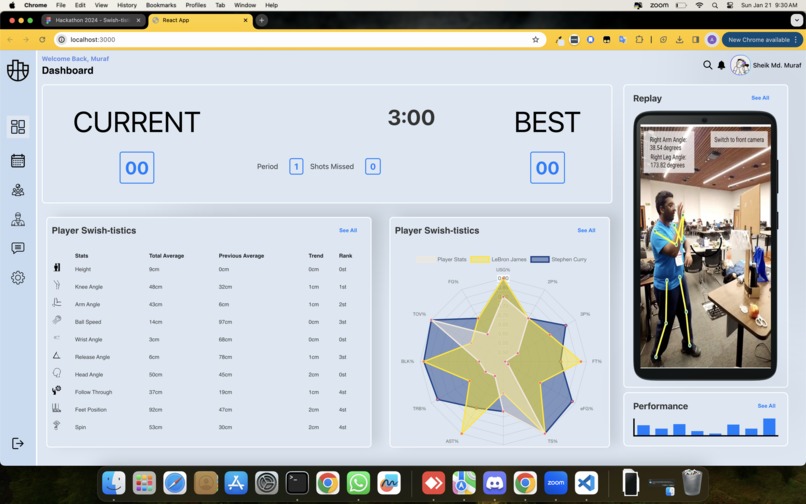 Chrome File Edit View History Bookmarks Profiles Tab Window Help
zoom Sun Jan 21 9:30 AM
Hackathon 2024 - Swish-tis
React App
localhost:3000
New Chrome available
Welcome Back, Muraf
Dashboard
Sheik Md. Muraf
CURRENT 3:00 BEST
00 Period 1 Shots Missed 0 00
Player Swish-tistics See All
Stats Total Average Previous Average Trend Rank
Height 9cm 0cm 0cm 0st
Knee Angle 48cm 32cm 1cm 1st
Arm Angle 43cm 6cm 1cm 2st
Ball Speed 14cm 97cm 0cm 3st
Wrist Angle 3cm 68cm 0cm 0st
Release Angle 6cm 78cm 1cm 3st
Head Angle 50cm 45cm 2cm 0st
Follow Through 37cm 19cm 1cm 4st
Feet Position 92cm 47cm 2cm 4st
Spin 53cm 30cm 2cm 4st
Player Swish-tistics See All
Player Stats LeBron James Stephen Curry
USG%
2P%
3P%
FT%
eFG%
TS%
AST%
TRB%
BLK%
TOV%
FG%
Replay See All
Right Arm Angle:
38.54 degrees
Right Leg Angle:
173.82 degrees
Switch to front camera
Performance See All
zoom